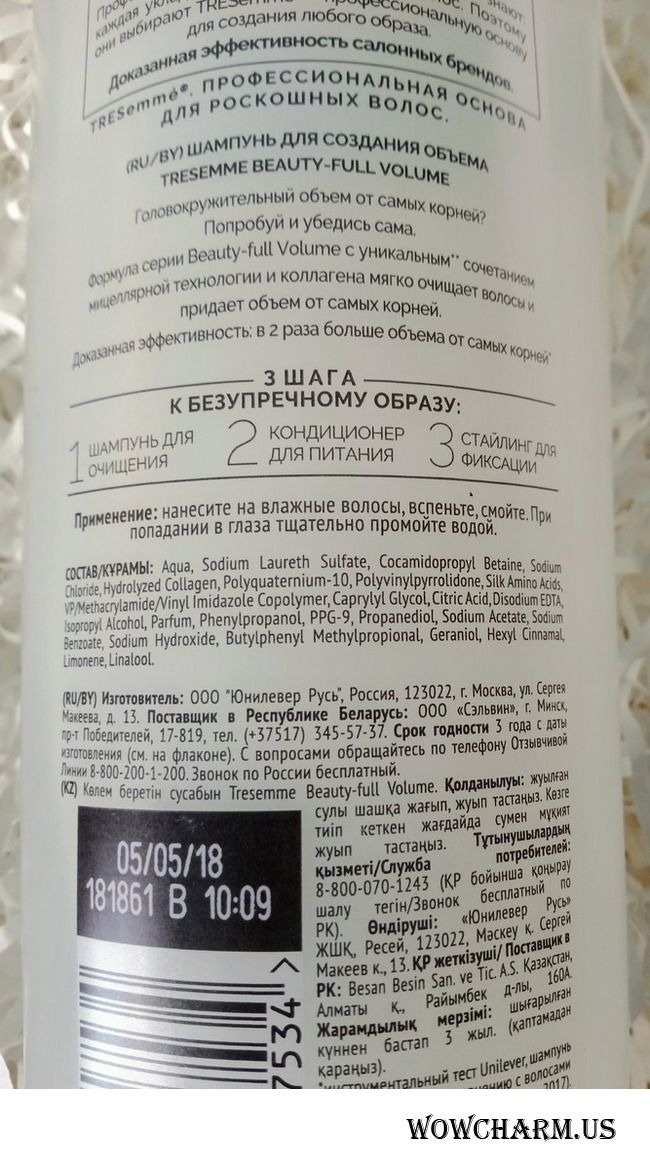 каждая
они выбирают TRESemmé
профессиональную основу
для создания любого образа.
Доказанная эффективность салонных брендов.
TRESemmé®, ПРОФЕССИОНАЛЬНАЯ ОСНОВА
ДЛЯ РОСКОШНЫХ ВОЛОС.
(RU/BY) ШАМПУНЬ ДЛЯ СОЗДАНИЯ ОБЪЕМА
TRESEMME BEAUTY-FULL VOLUME
Головокружительный объем от самых корней?
Попробуй и убедись сама.
Формула серии Beauty-full Volume с уникальным** сочетанием
мицеллярной технологии и коллагена мягко очищает волосы и
придает объем от самых корней.
Доказанная эффективность: в 2 раза больше объема от самых корней*
3 ШАГА
К БЕЗУПРЕЧНОМУ ОБРАЗУ:
1 ШАМПУНЬ ДЛЯ ОЧИЩЕНИЯ
2 КОНДИЦИОНЕР ДЛЯ ПИТАНИЯ
3 СТАЙЛИНГ ДЛЯ ФИКСАЦИИ
Применение: нанесите на влажные волосы, вспеньте, смойте. При
попадании в глаза тщательно промойте водой.
СОСТАВ/ҚҰРАМЫ: Aqua, Sodium Laureth Sulfate, Cocamidopropyl Betaine, Sodium
Chloride, Hydrolyzed Collagen, Polyquaternium-10, Polyvinylpyrrolidone, Silk Amino Acids,
VP/Methacrylamide/Vinyl Imidazole Copolymer, Caprylyl Glycol, Citric Acid, Disodium EDTA,
Isopropyl Alcohol, Parfum, Phenylpropanol, PPG-9, Propanediol, Sodium Acetate, Sodium
Benzoate, Sodium Hydroxide, Butylphenyl Methylpropional, Geraniol, Hexyl Cinnamal,
Limonene, Linalool.
(RU/BY) Изготовитель: ООО "Юнилевер Русь", Россия, 123022, г. Москва, ул. Сергея
Макеева, д. 13. Поставщик в Республике Беларусь: ООО «Сэльвин», г. Минск,
пр-т Победителей, 17-819, тел. (+37517) 345-57-37. Срок годности 3 года с даты
изготовления (см. на флаконе). С вопросами обращайтесь по телефону Отзывчивой
Линии 8-800-200-1-200. Звонок по России бесплатный.
(KZ) Көлем беретін сусабын Tresemme Beauty-full Volume. Қолданылуы: жуылған
сулы шашқа жағып, жуып тастаңыз. Көзге
тиіп кеткен жағдайда сумен мұқият
жуып тастаңыз. Тұтынушылардың
қызметі/Служба потребителей:
8-800-070-1243 (ҚР бойынша қоңырау
шалу тегін/Звонок бесплатный по
РК). Өндіруші: «Юнилевер Русь»
ЖШҚ, Ресей, 123022, Мәскеу қ. Сергей
Макеев к., 13. ҚР жеткізуші/ Поставщик в
РК: Besan Besin San. ve Tic. A.S. Қазақстан,
Алматы қ., Райымбек д-лы, 160А.
Жарамдылық мерзімі: шығарылған
күннен бастап 3 жыл. (қаптамадан
қараңыз).
*инструментальный тест Unilever, шампунь
с волосами
2017).
05/05/18
181861 B 10:09
7534 >
WOWCHARM.US